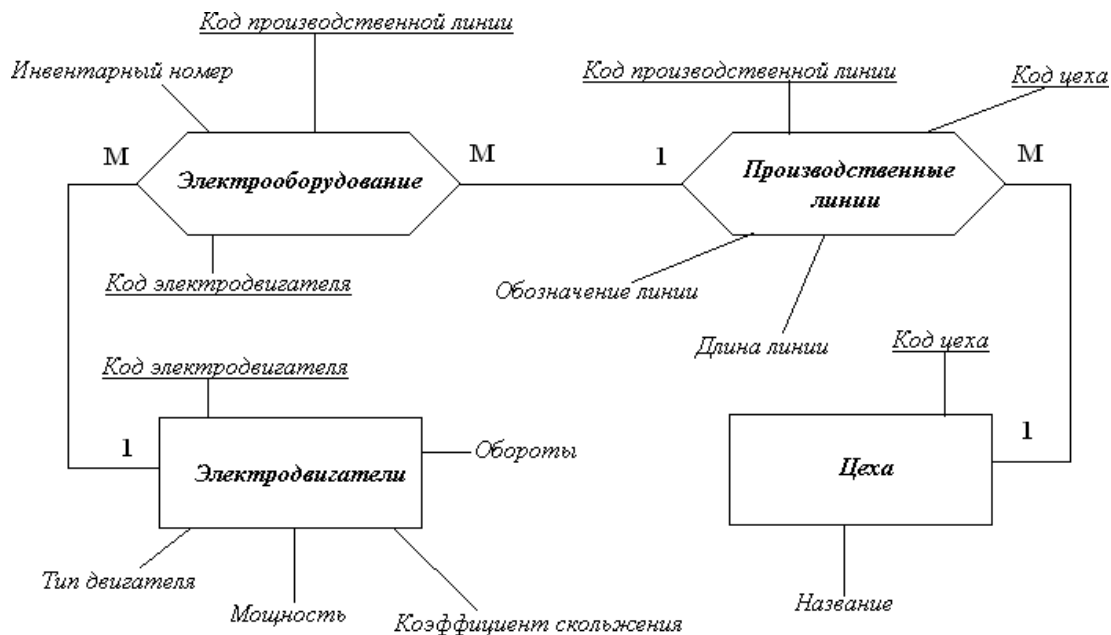 Код производственной линии
Инвентарный номер
Код производственной линии
Код цеха
М
М
1
М
Электрооборудование
Производственные
линии
Код электродвигателя
Обозначение линии
Длина линии
Код цеха
Код электродвигателя
1
Обороты
1
Электродвигатели
Цеха
Тип двигателя
Мощность
Коэффициент скольжения
Название